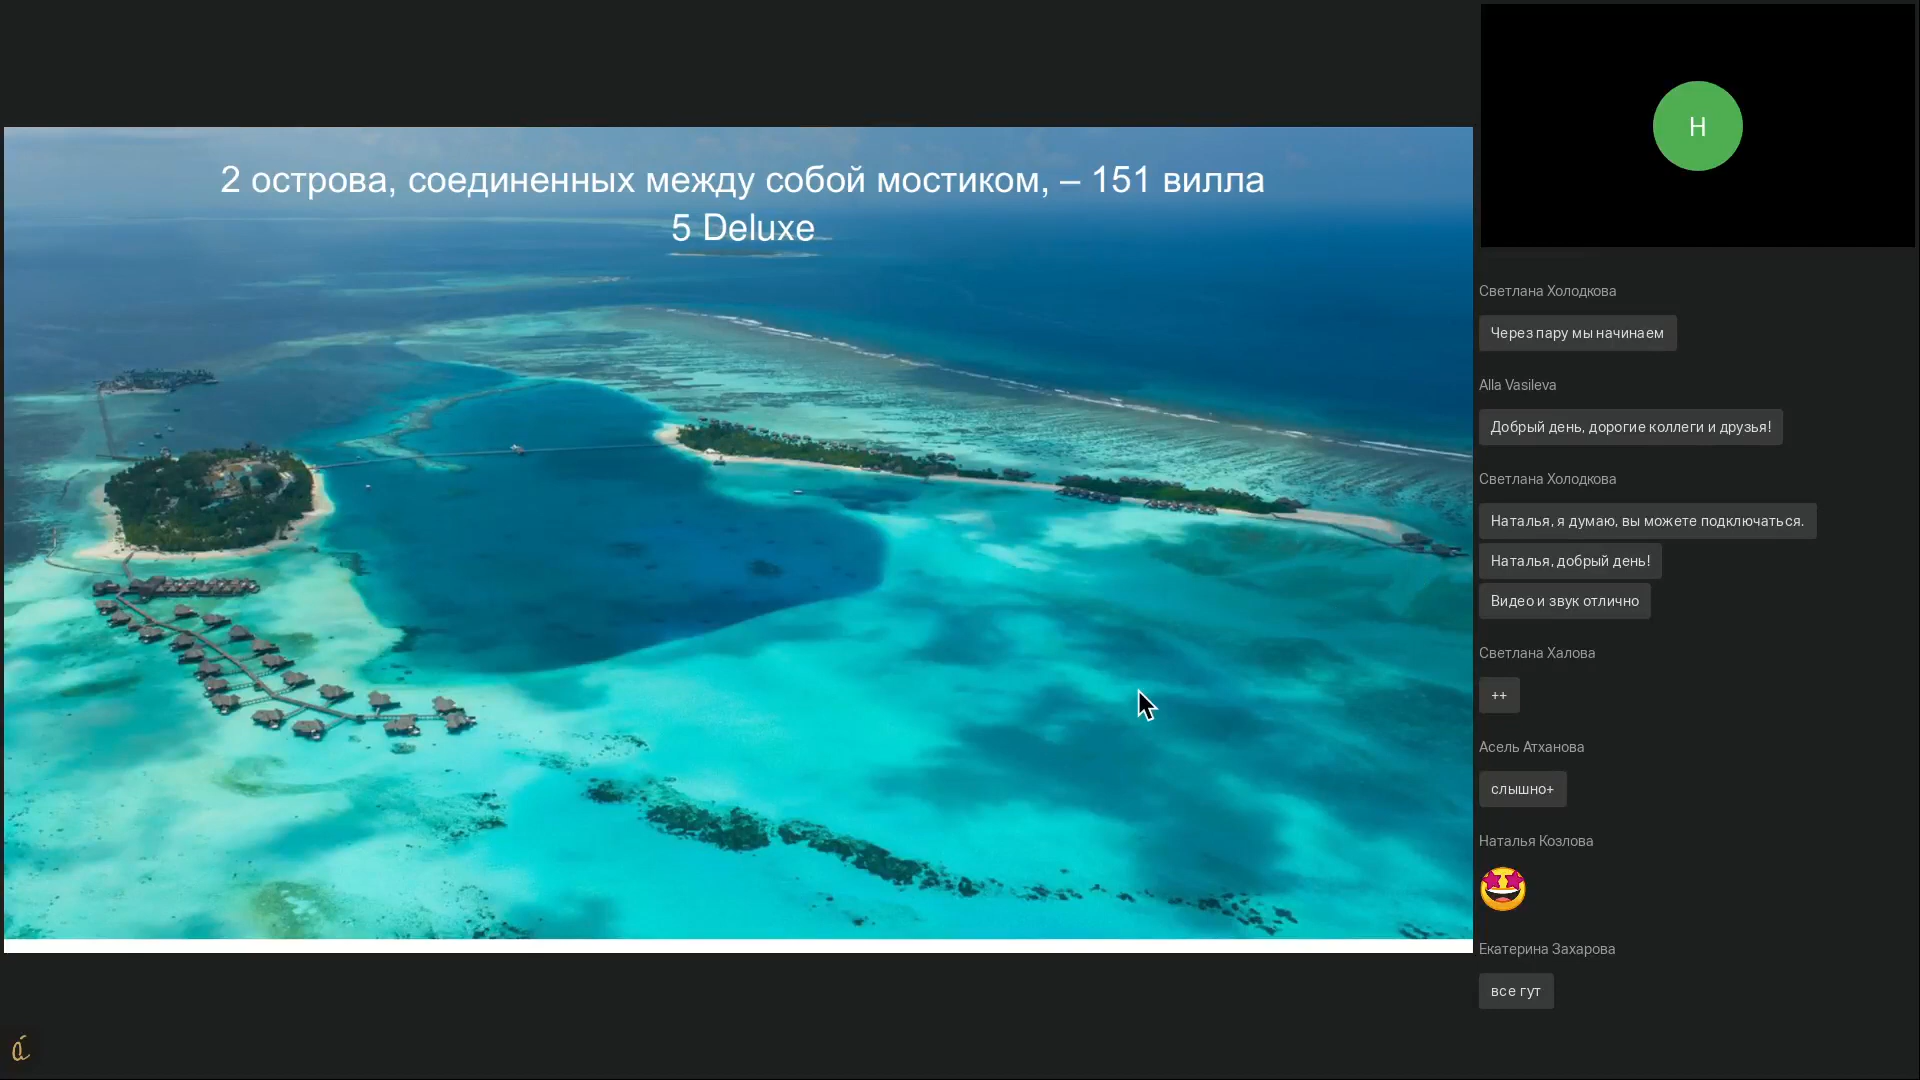 2 острова, соединенных между собой мостиком, – 151 вилла
5 Deluxe
Н
Светлана Холодкова
Через пару мы начинаем
Alla Vasileva
Добрый день, дорогие коллеги и друзья!
Светлана Холодкова
Наталья, я думаю, вы можете подключаться.
Наталья, добрый день!
Видео и звук отлично
Светлана Халова
++
Асель Атханова
слышно+
Наталья Козлова
Екатерина Захарова
все гут
á